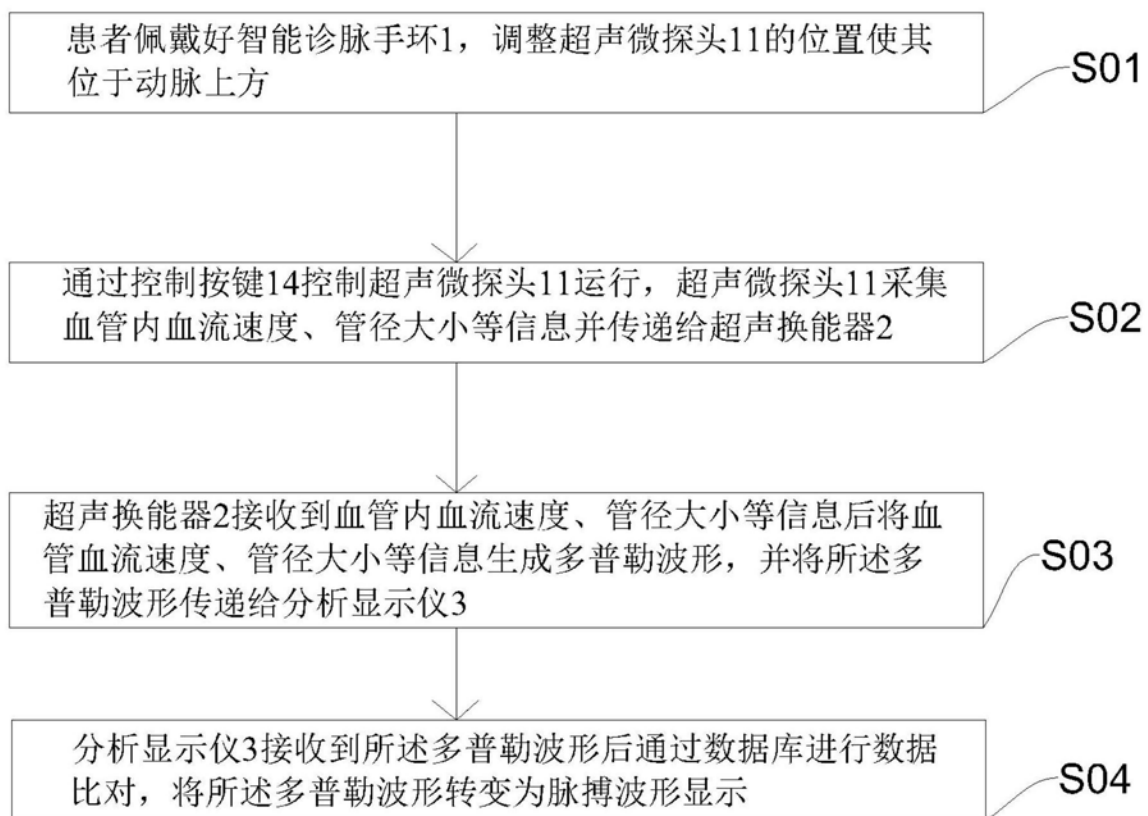 患者佩戴好智能诊脉手环1，调整超声微探头11的位置使其
位于动脉上方
S01
通过控制按键14控制超声微探头11运行，超声微探头11采集
血管内血流速度、管径大小等信息并传递给超声换能器2
S02
超声换能器2接收到血管内血流速度、管径大小等信息后将血
管血流速度、管径大小等信息生成多普勒波形，并将所述多
普勒波形传递给分析显示仪3
S03
分析显示仪3接收到所述多普勒波形后通过数据库进行数据
比对，将所述多普勒波形转变为脉搏波形显示
S04